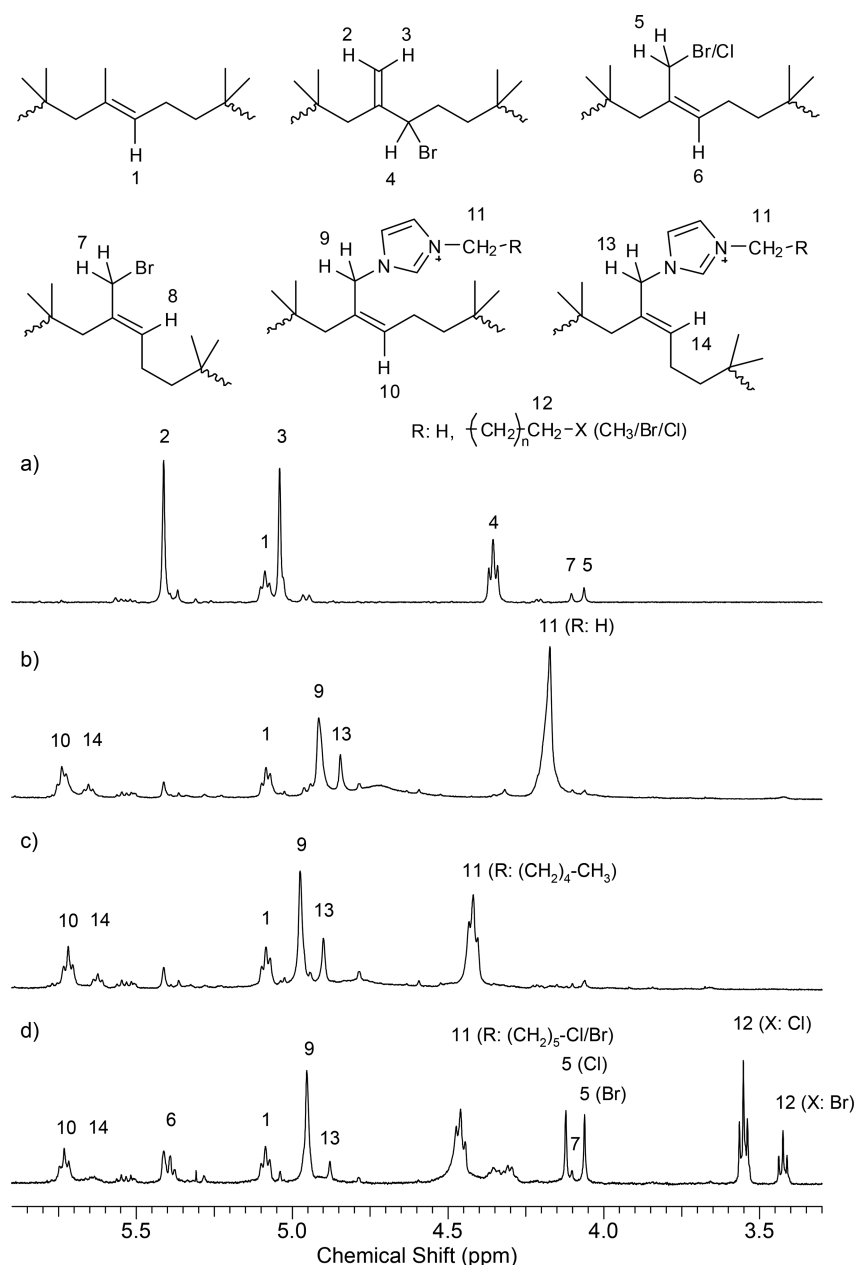 2 3
H H
5
H
H Br/Cl
H
1
H Br
4
H
6
7
H
H Br
8
H
9
H H
N N + CH2 R
11
H
10
13
H H
N N + CH2 R
11
H
14
12
R: H, (CH2)nCH2–X (CH3/Br/Cl)
a)
2 3 1 4 7 5
b)
11 (R: H)
10 14 1 9 13
c)
9
11 (R: (CH2)4-CH3)
10 14 1 13
d)
12 (X: Cl)
11 (R: (CH2)5-Cl/Br)
9
5 (Cl)
5 (Br)
12 (X: Br)
10 14 6 1 13 7
5.5 5.0 4.5 4.0 3.5
Chemical Shift (ppm)